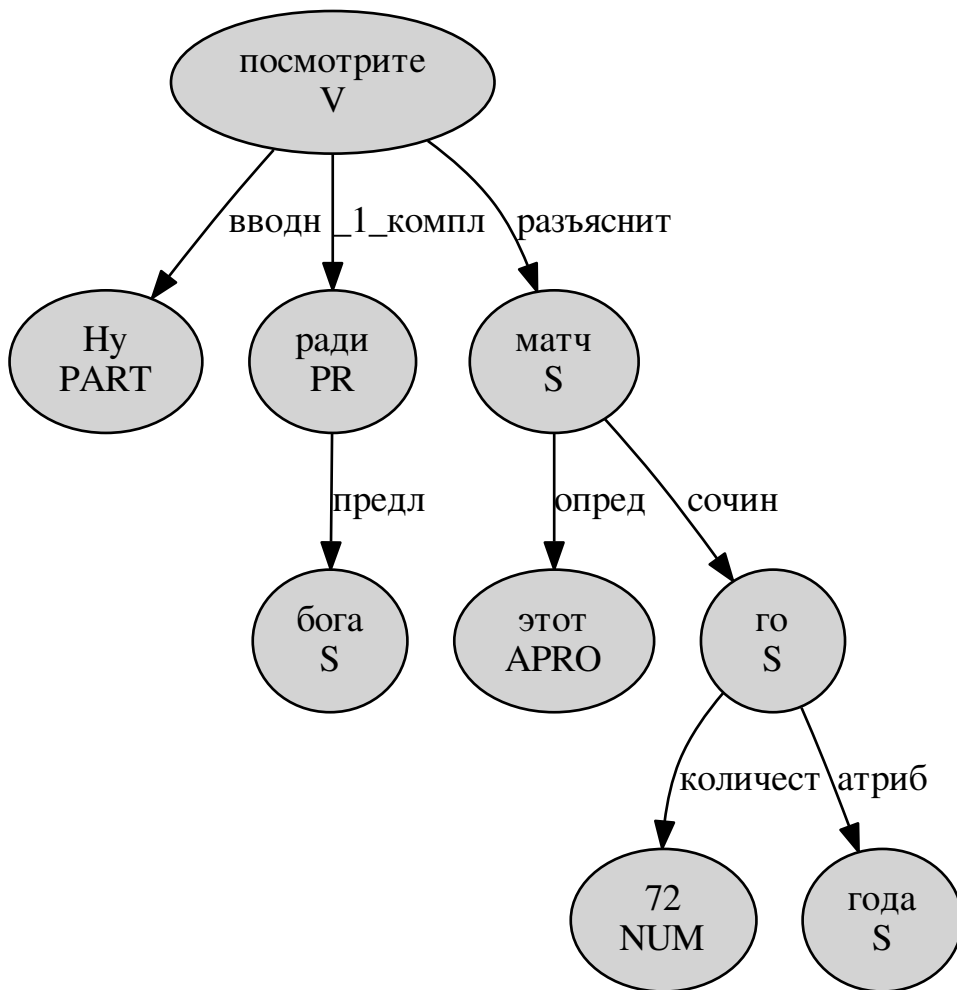 посмотрите
V
вводн _1_компл разъяснит
Ну
PART
ради
PR
матч
S
предл опред сочин
бога
S
этот
APRO
го
S
количест атриб
72
NUM
года
S